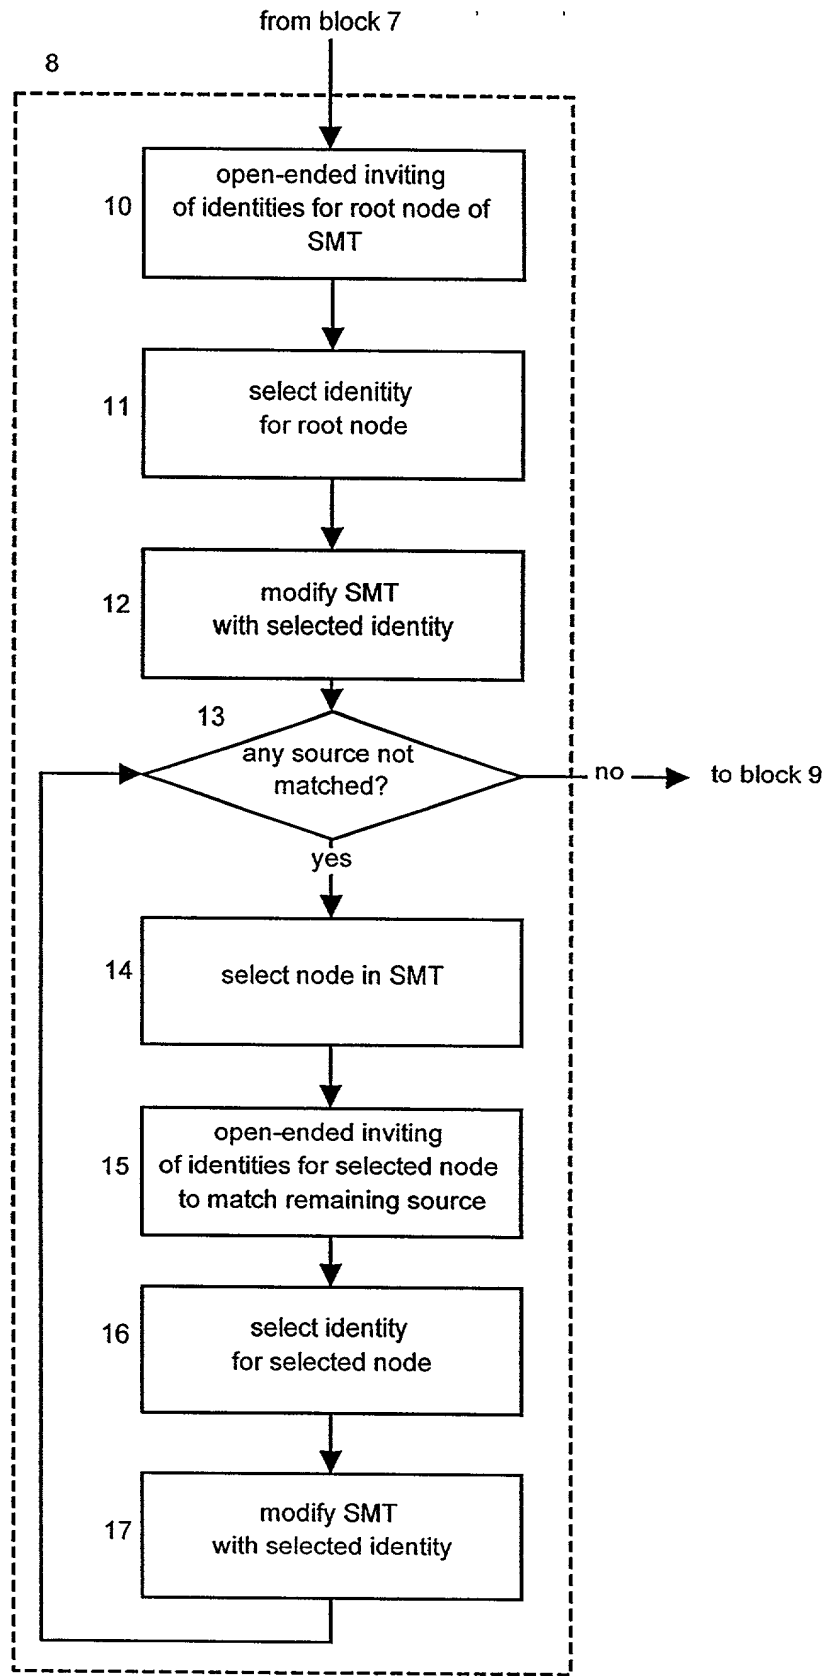 from block 7
8
10
open-ended inviting
of identities for root node of
SMT
11
select idenitity
for root node
12
modify SMT
with selected identity
13
any source not
matched?
no
to block 9
yes
14
select node in SMT
15
open-ended inviting
of identities for selected node
to match remaining source
16
select identity
for selected node
17
modify SMT
with selected identity